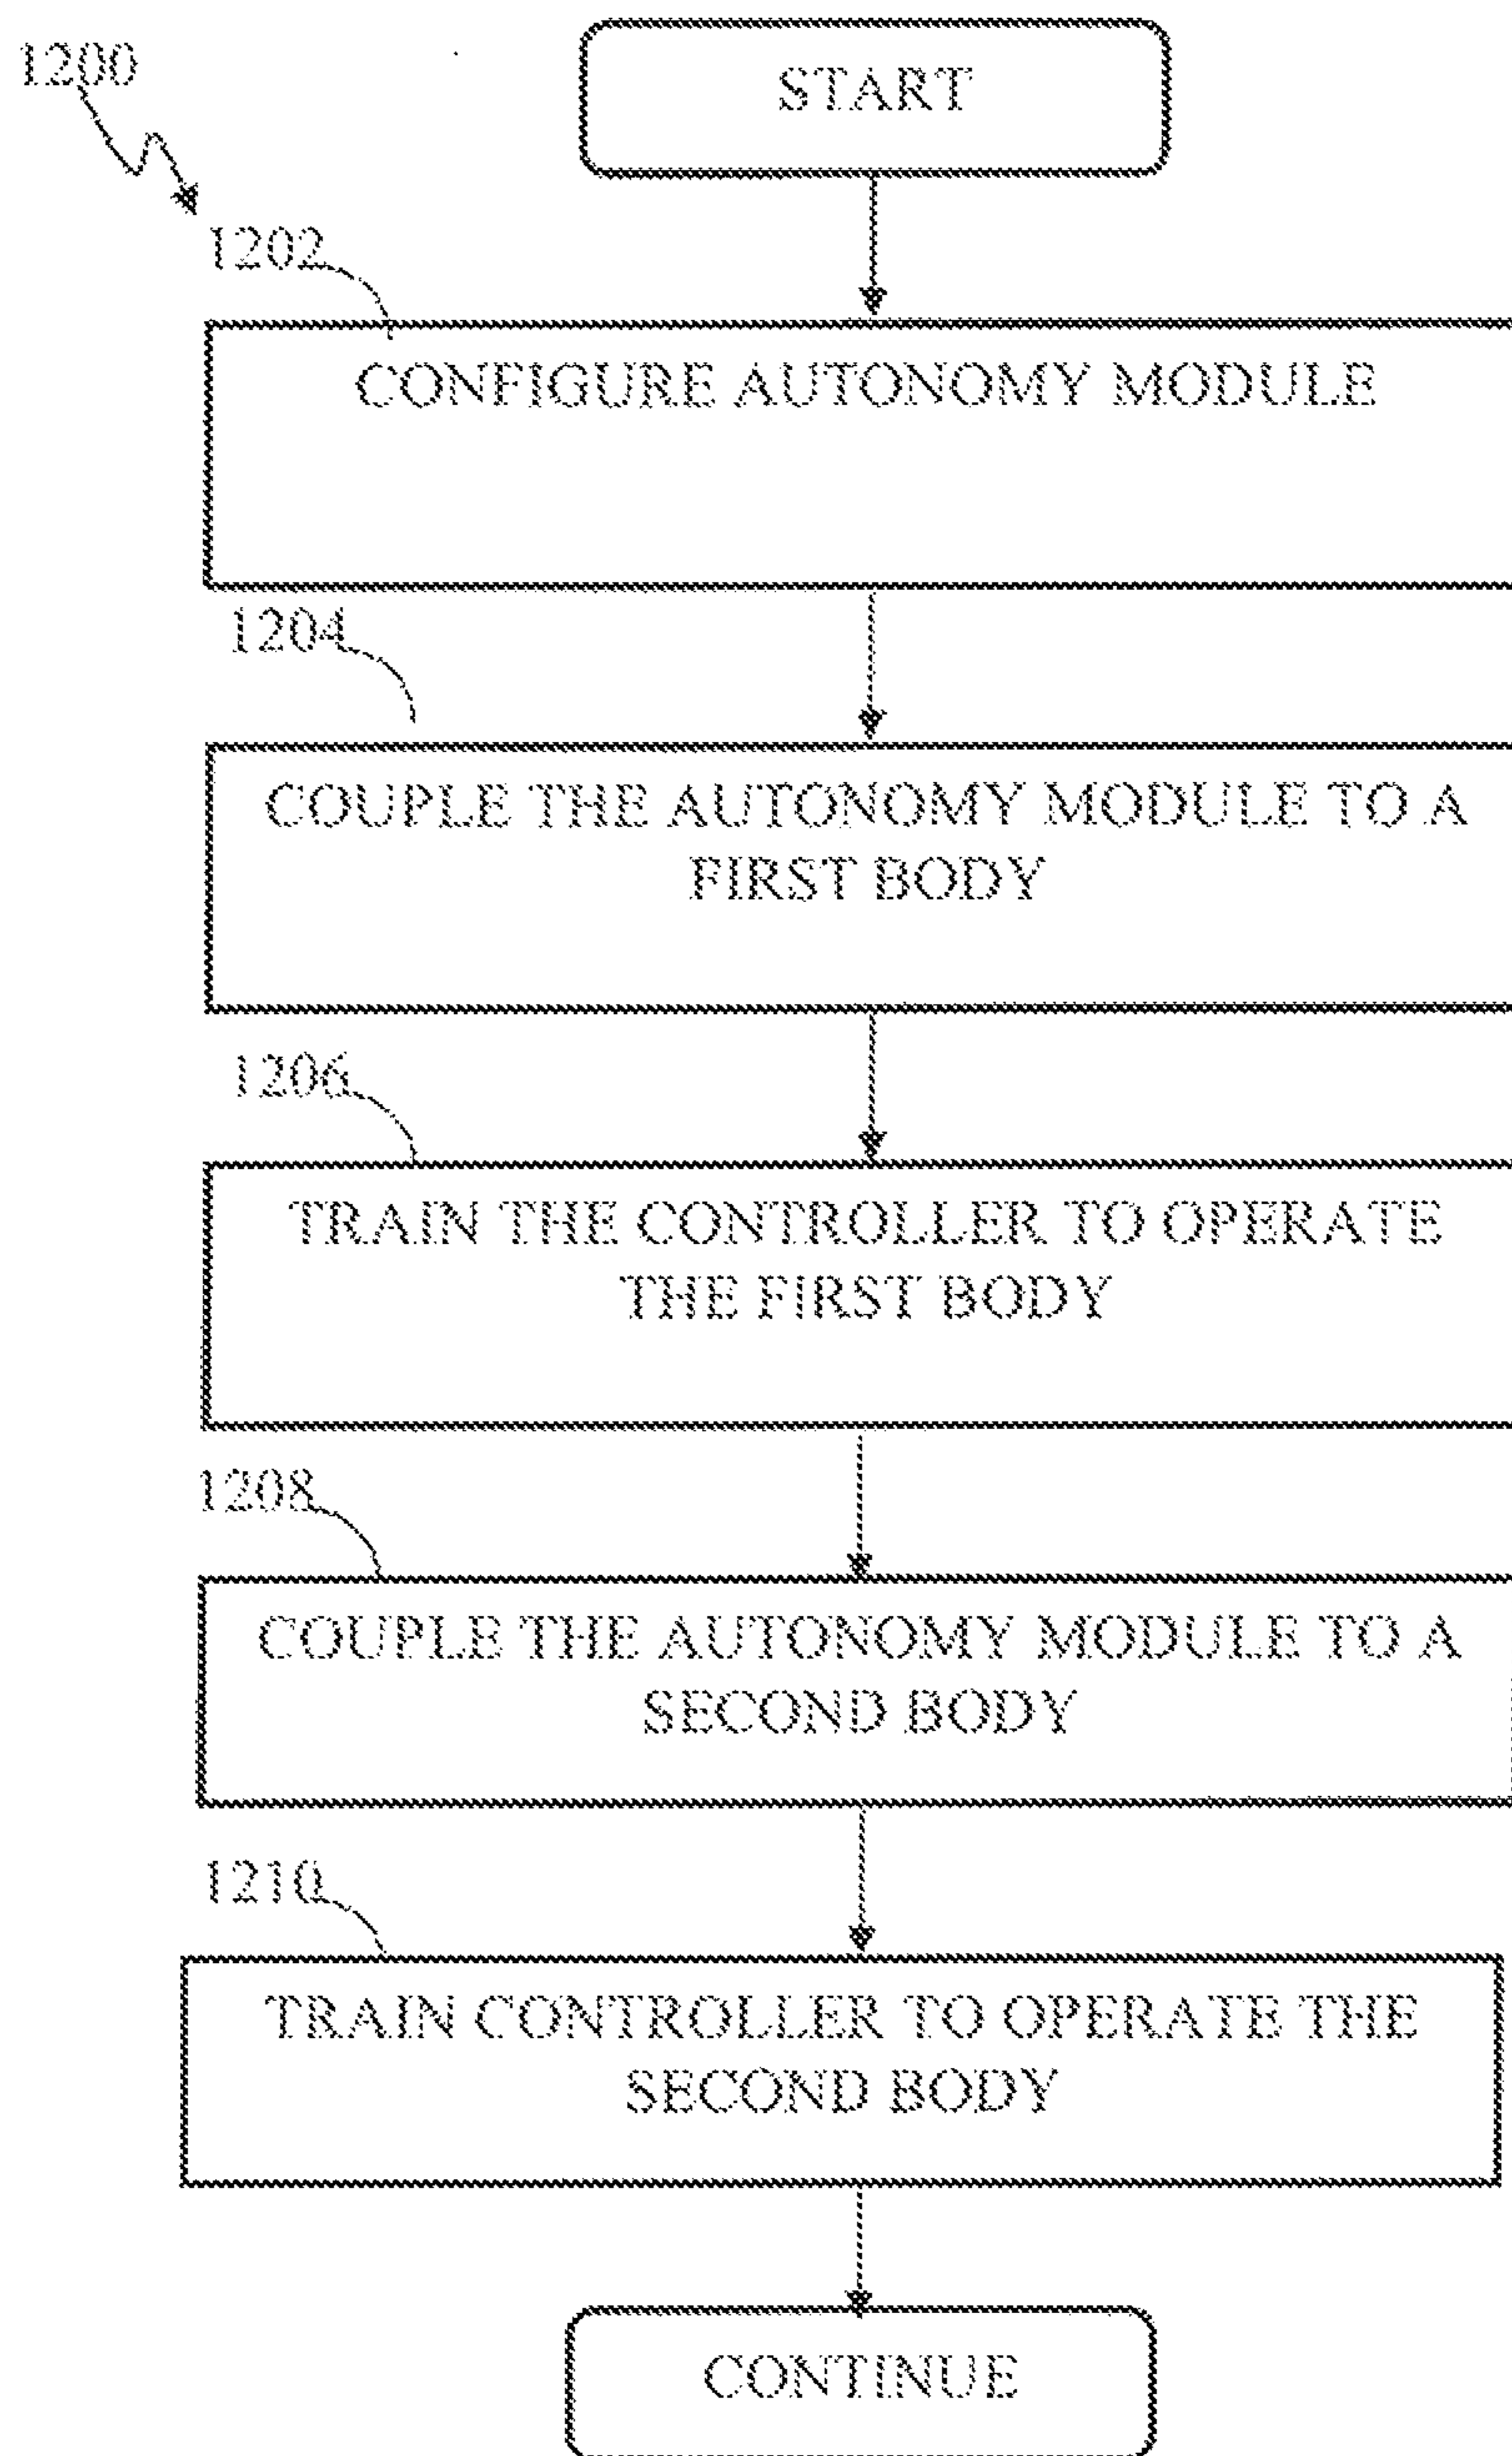 1200
START
1202
CONFIGURE AUTONOMY MODULE
1204
COUPLE THE AUTONOMY MODULE TO A
FIRST BODY
1206
TRAIN THE CONTROLLER TO OPERATE
THE FIRST BODY
1208
COUPLE THE AUTONOMY MODULE TO A
SECOND BODY
1210
TRAIN CONTROLLER TO OPERATE THE
SECOND BODY
CONTINUE